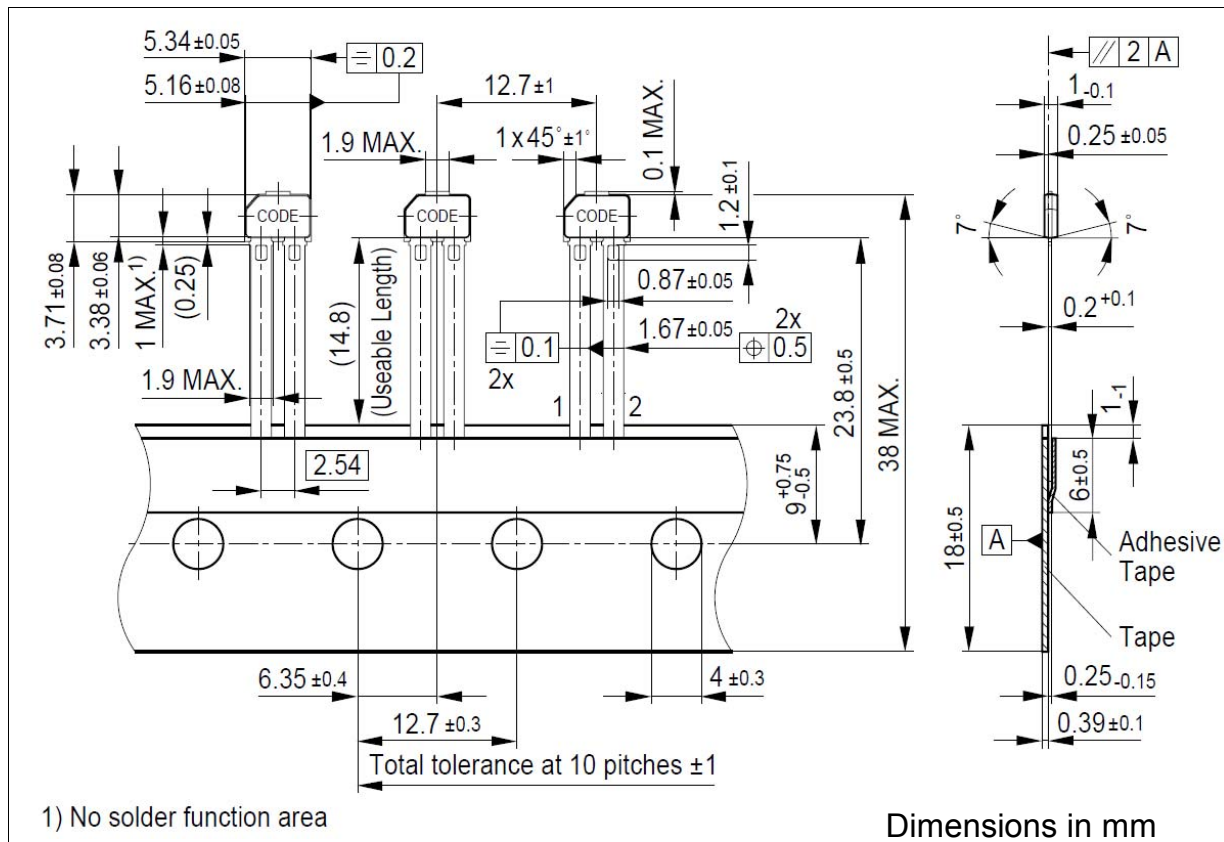 5.34 ±0.05
= 0.2
5.16 ±0.08
12.7 ±1
1.9 MAX.
1 x 45° ±1°
0.1 MAX.
1.2 ±0.1
CODE
CODE
CODE
3.71 ±0.08
3.38 ±0.06
1 MAX. 1)
(0.25)
(14.8)
(Useable Length)
0.87 ±0.05
1.67 ±0.05
2x
= 0.1
⌖ 0.5
2x
1.9 MAX.
1 2
23.8 ±0.5
38 MAX.
2.54
9 +0.75 -0.5
6.35 ±0.4
4 ±0.3
12.7 ±0.3
Total tolerance at 10 pitches ±1
1) No solder function area
// 2 A
1 -0.1
0.25 ±0.05
7° 7°
0.2 +0.1
1 -1
6 ±0.5
18 ±0.5
A
Adhesive
Tape
Tape
0.25 -0.15
0.39 ±0.1
Dimensions in mm